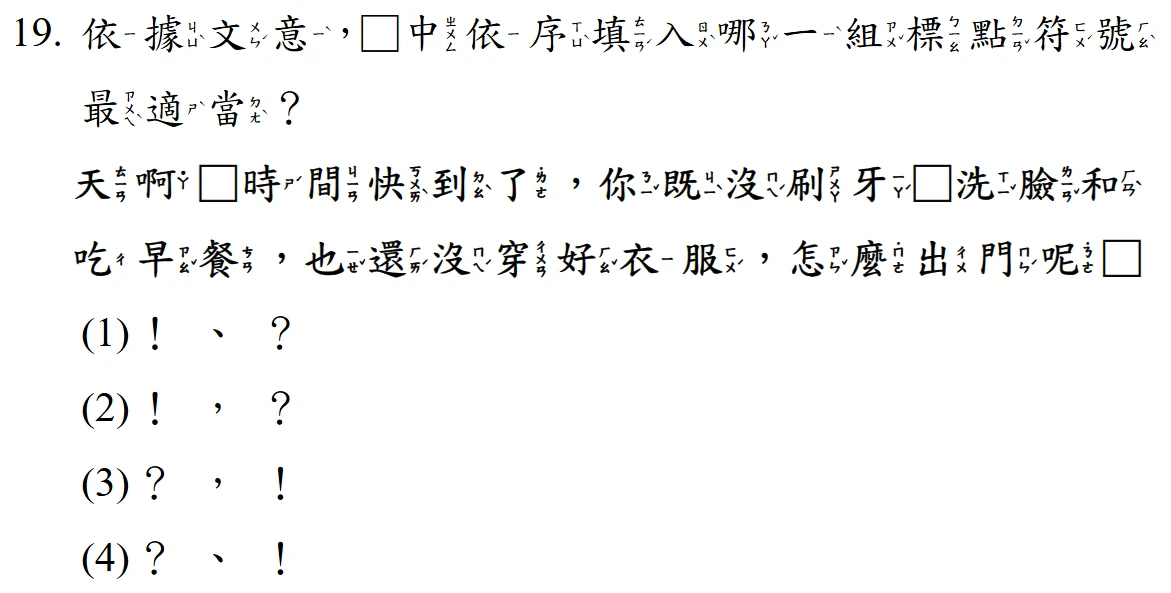 19. 依據文意，□中依序填入哪一組標點符號
最適當？
天啊□時間快到了，你既沒刷牙□洗臉和
吃早餐，也還沒穿好衣服，怎麼出門呢□
(1)！ 、 ？
(2)！ ， ？
(3)？ ， ！
(4)？ 、 ！